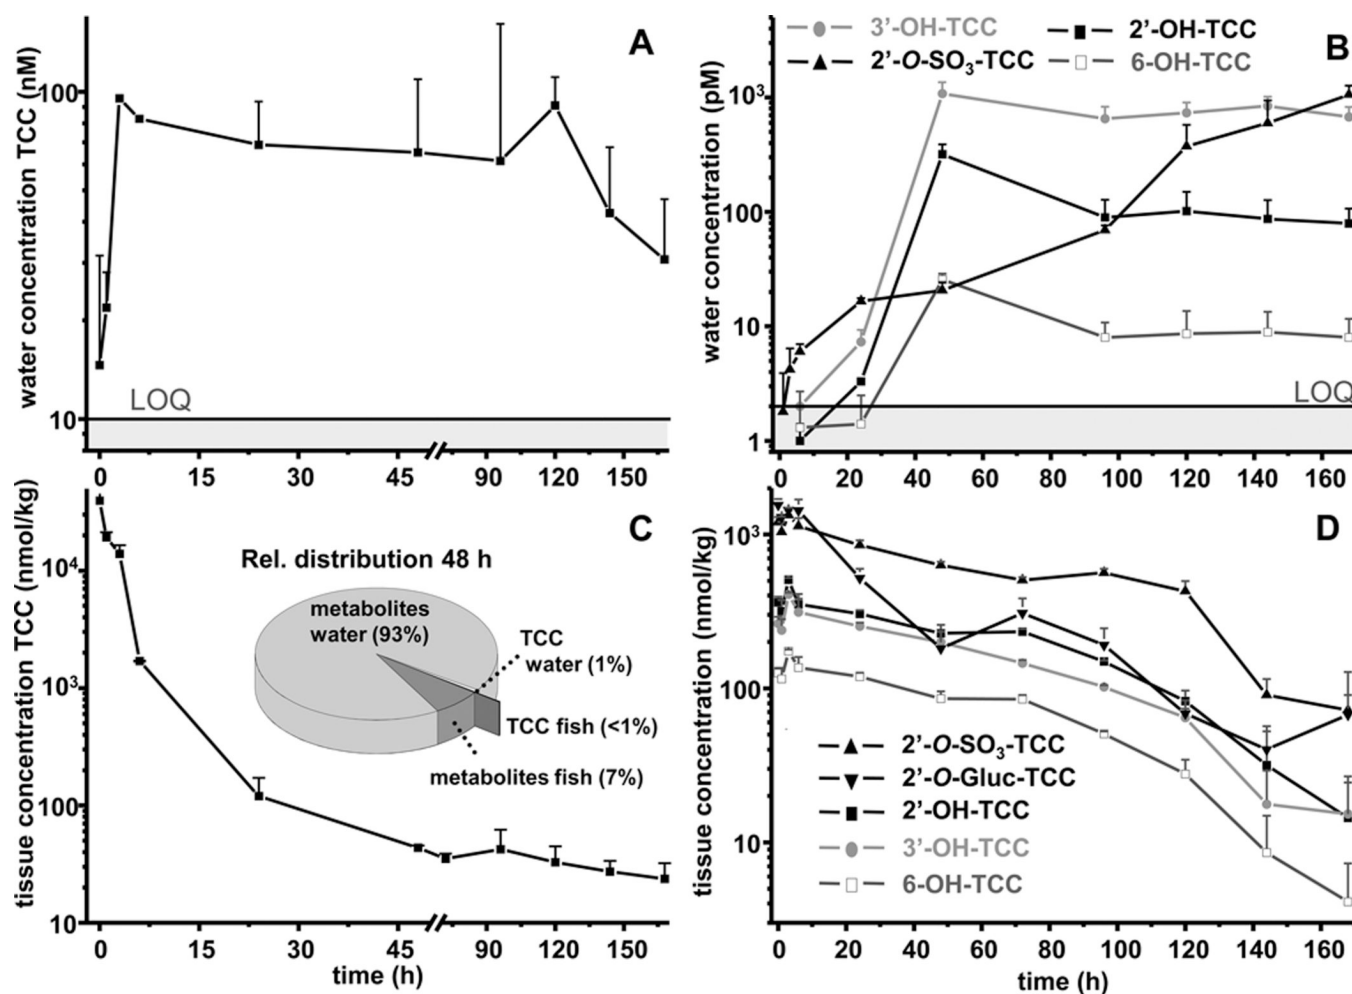 A
water concentration TCC (nM)
100
10
LOQ
0 15 30 45 90 120 150
B
3'-OH-TCC 2'-OH-TCC
2'-O-SO3-TCC 6-OH-TCC
water concentration (pM)
10³
100
10
1
LOQ
0 20 40 60 80 100 120 140 160
C
tissue concentration TCC (nmol/kg)
10⁴
10³
100
10
Rel. distribution 48 h
metabolites
water (93%)
TCC
water (1%)
TCC fish (<1%)
metabolites fish (7%)
0 15 30 45 90 120 150
time (h)
D
tissue concentration (nmol/kg)
10³
100
10
2'-O-SO3-TCC
2'-O-Gluc-TCC
2'-OH-TCC
3'-OH-TCC
6-OH-TCC
0 20 40 60 80 100 120 140 160
time (h)